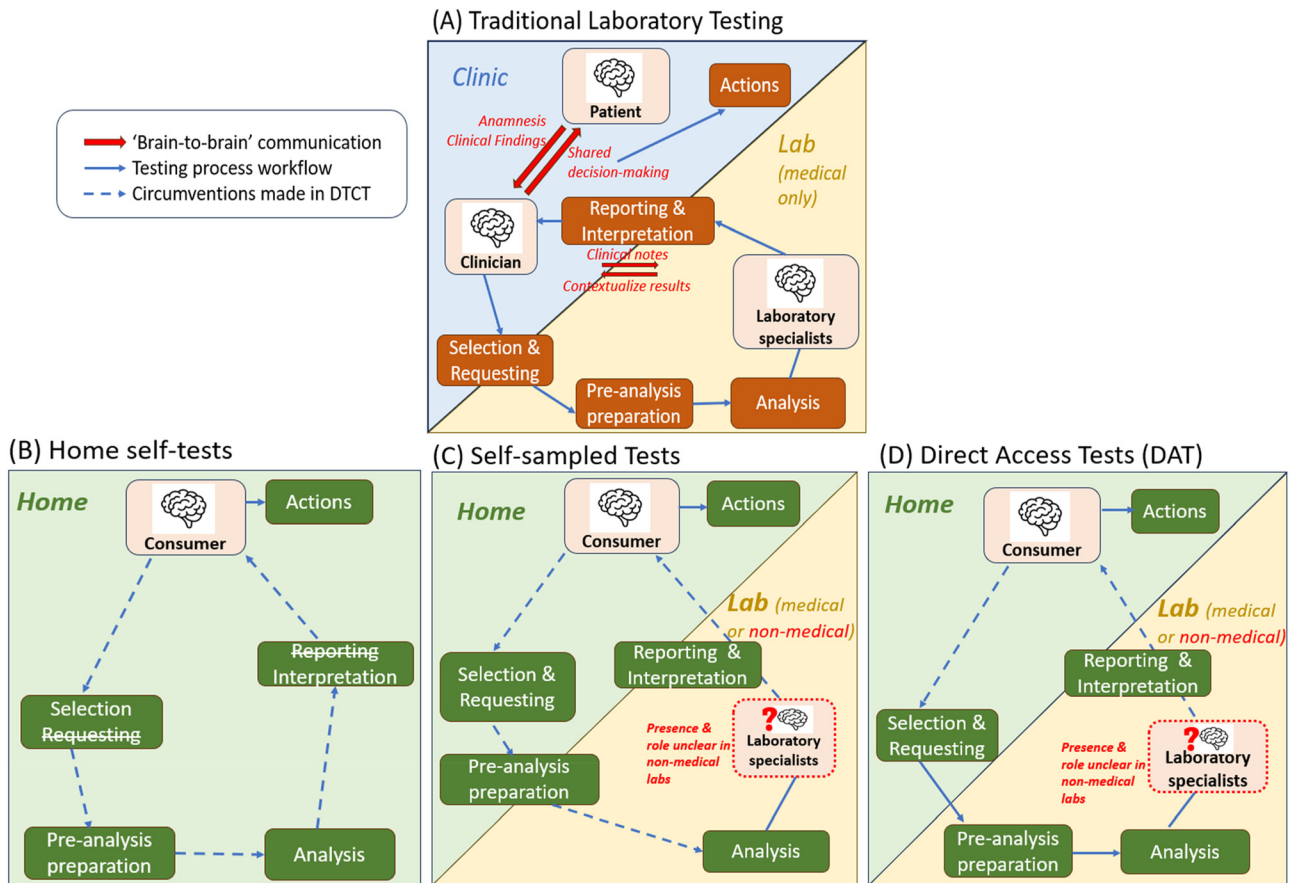 (A) Traditional Laboratory Testing
Clinic
Patient
Actions
'Brain-to-brain' communication
Testing process workflow
Circumventions made in DTCT
Anamnesis
Clinical Findings
Shared
decision-making
Lab
(medical
only)
Clinician
Reporting &
Interpretation
Clinical notes
Contextualize results
Laboratory
specialists
Selection &
Requesting
Pre-analysis
preparation
Analysis
(B) Home self-tests
Home
Consumer
Actions
Reporting
Interpretation
Selection
Requesting
Pre-analysis
preparation
Analysis
(C) Self-sampled Tests
Home
Consumer
Actions
Lab (medical
or non-medical)
Reporting &
Interpretation
Selection &
Requesting
?
Laboratory
specialists
Presence &
role unclear in
non-medical
labs
Pre-analysis
preparation
Analysis
(D) Direct Access Tests (DAT)
Home
Consumer
Actions
Lab (medical
or non-medical)
Reporting &
Interpretation
Selection &
Requesting
?
Laboratory
specialists
Presence &
role unclear in
non-medical
labs
Pre-analysis
preparation
Analysis